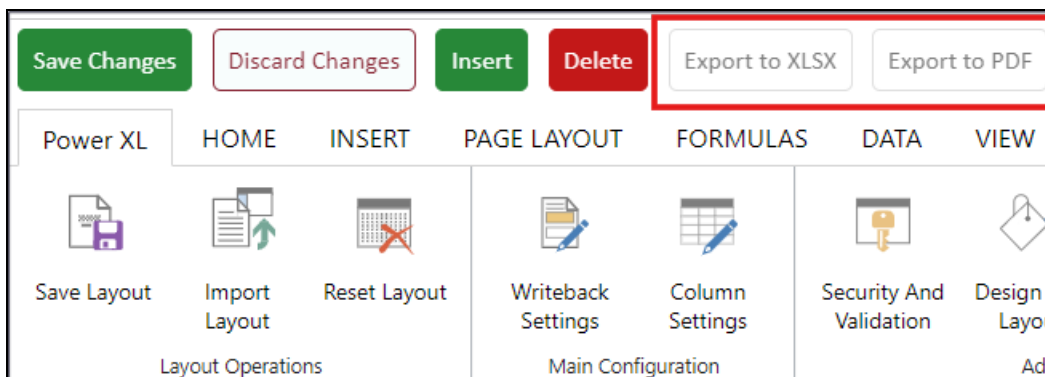 Save Changes Discard Changes Insert Delete Export to XLSX Export to PDF
Power XL HOME INSERT PAGE LAYOUT FORMULAS DATA VIEW
Save Layout Import Reset Layout Writeback Column Security And Design
Layout Settings Settings Validation
Layout Operations Main Configuration